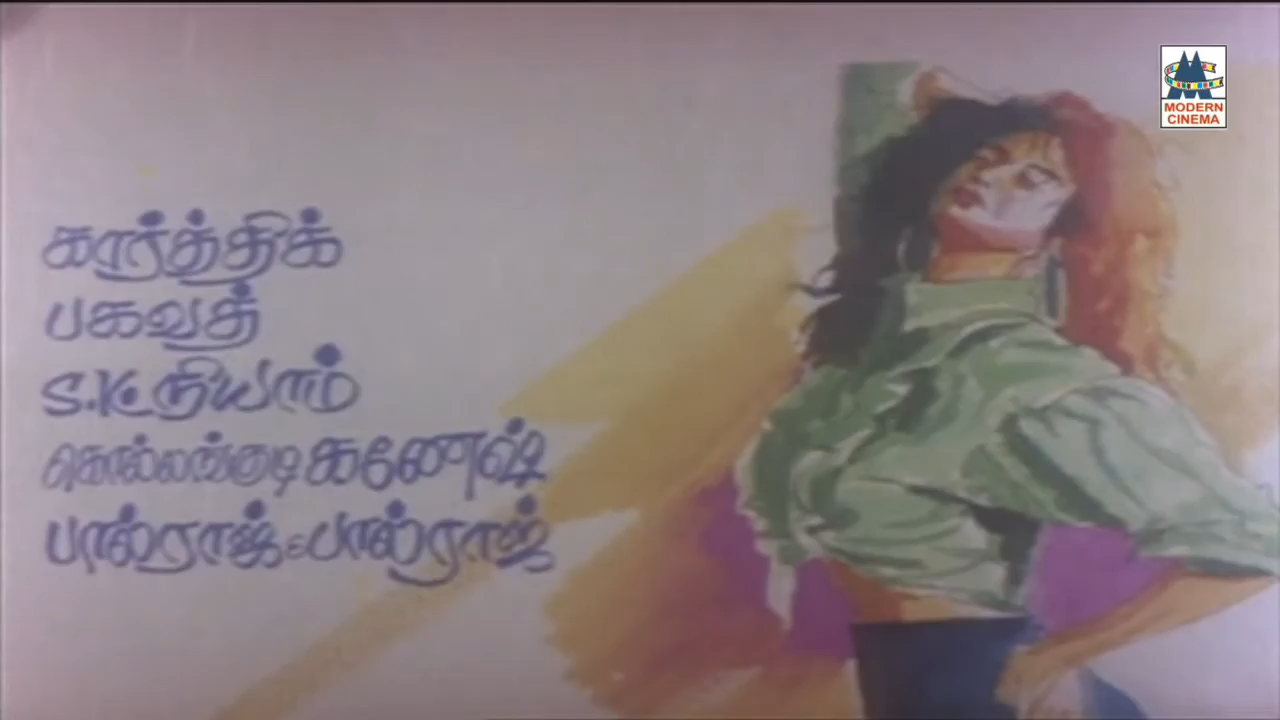 MODERN
CINEMA
கார்த்திக்
பகவத்
S.K.நியாம்
கொல்லங்குடி கணேஷ்
பால்ராஜ் & பால்ராஜ்